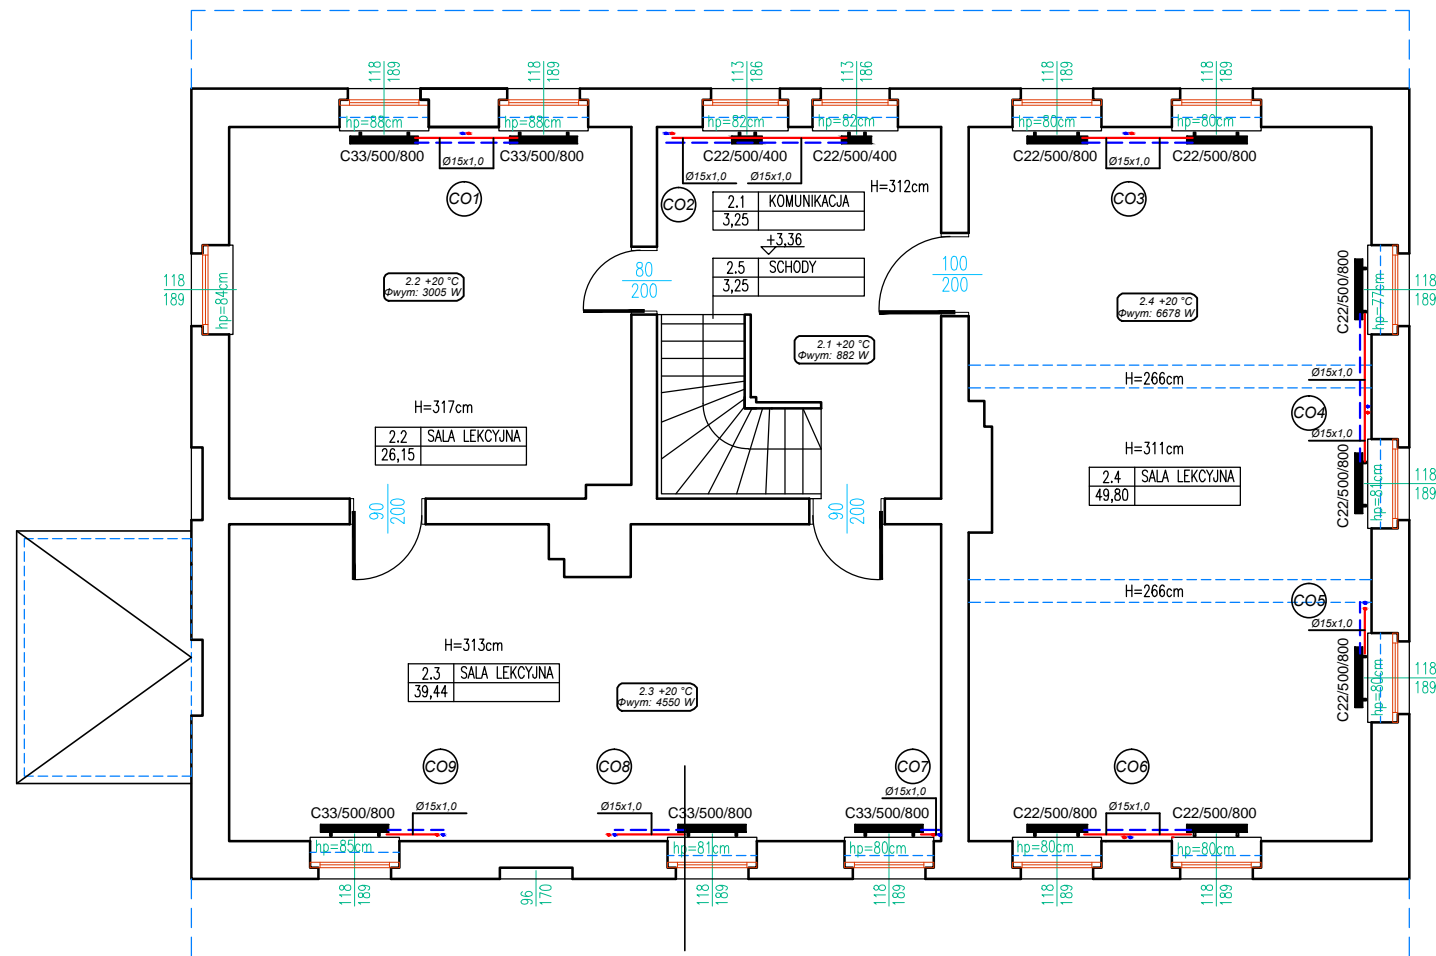 118
189
118
189
113
186
113
186
118
189
118
189
hp=88cm
hp=88cm
hp=82cm
hp=82cm
hp=80cm
hp=80cm
C33/500/800
C33/500/800
C22/500/400
C22/500/400
C22/500/800
C22/500/800
Ø15x1,0
Ø15x1,0
Ø15x1,0
Ø15x1,0
CO1
CO2
CO3
H=312cm
2.1 KOMUNIKACJA
3,25
+3,36
2.5 SCHODY
3,25
80
200
100
200
118
189
hp=84cm
2.2 +20 °C
Φwym: 3005 W
2.4 +20 °C
Φwym: 6678 W
2.1 +20 °C
Φwym: 882 W
C22/500/800
hp=77cm
118
189
H=266cm
Ø15x1,0
H=317cm
CO4
2.2 SALA LEKCYJNA
26,15
Ø15x1,0
H=311cm
2.4 SALA LEKCYJNA
49,80
C22/500/800
hp=81cm
118
189
90
200
90
200
H=266cm
CO5
Ø15x1,0
H=313cm
2.3 SALA LEKCYJNA
39,44
2.3 +20 °C
Φwym: 4550 W
C22/500/800
hp=80cm
118
189
CO9
CO8
CO7
CO6
Ø15x1,0
Ø15x1,0
Ø15x1,0
Ø15x1,0
C33/500/800
C33/500/800
C33/500/800
C22/500/800
C22/500/800
hp=85cm
hp=81cm
hp=80cm
hp=80cm
hp=80cm
118
189
96
170
118
189
118
189
118
189
118
189